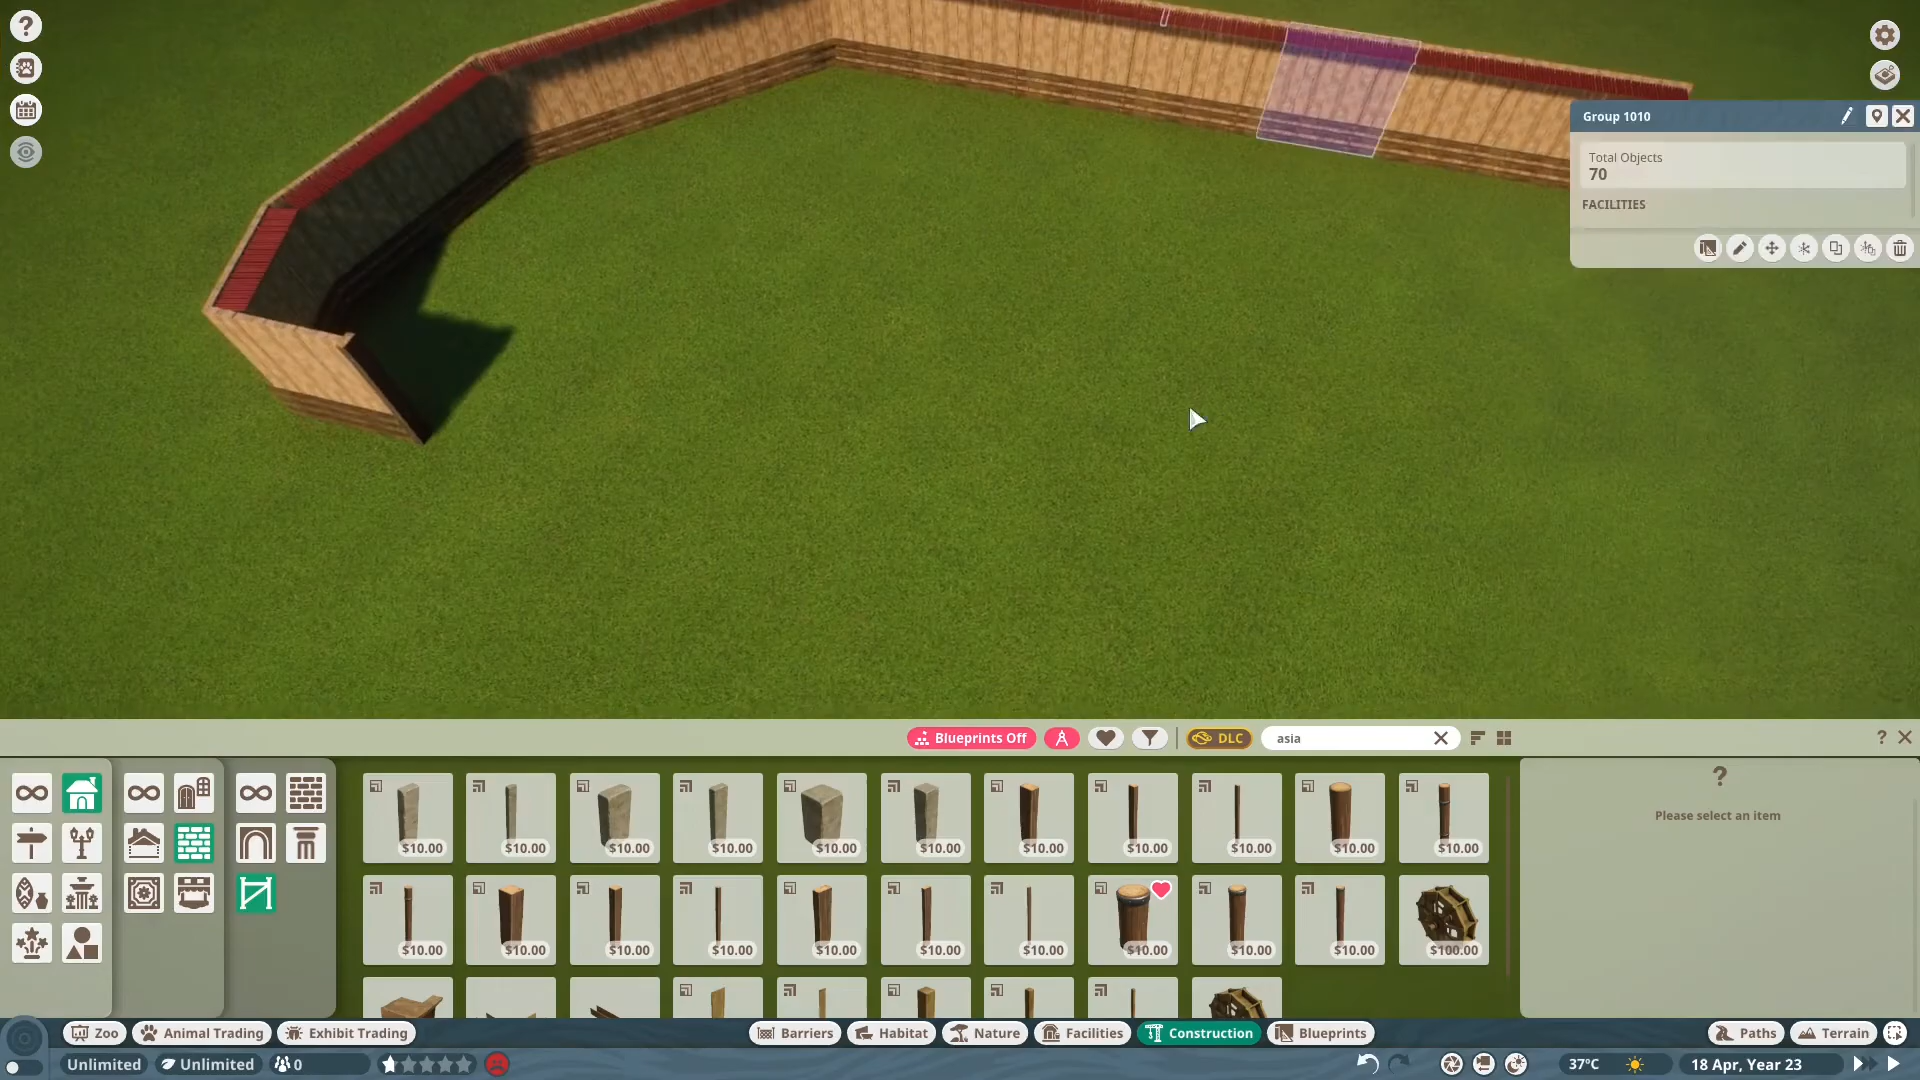 Group 1010
Total Objects
70
FACILITIES
Blueprints Off
DLC
asia
?
Please select an item
$10.00 $10.00 $10.00 $10.00 $10.00 $10.00 $10.00 $10.00 $10.00 $10.00 $10.00
$10.00 $10.00 $10.00 $10.00 $10.00 $10.00 $10.00 $10.00 $10.00 $10.00 $100.00
Zoo
Animal Trading
Exhibit Trading
Barriers
Habitat
Nature
Facilities
Construction
Blueprints
Paths
Terrain
Unlimited
Unlimited
0
37°C
18 Apr, Year 23